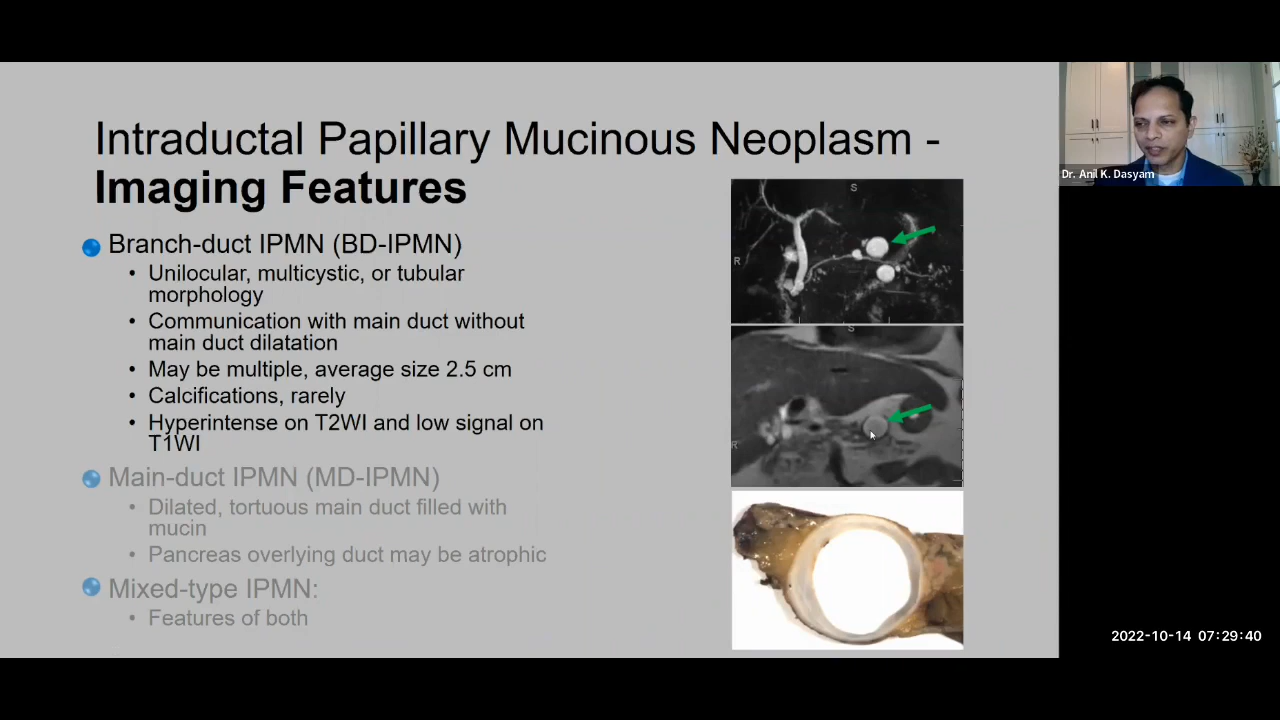 Intraductal Papillary Mucinous Neoplasm -
Imaging Features
Branch-duct IPMN (BD-IPMN)
• Unilocular, multicystic, or tubular
morphology
• Communication with main duct without
main duct dilatation
• May be multiple, average size 2.5 cm
• Calcifications, rarely
• Hyperintense on T2WI and low signal on
T1WI
Main-duct IPMN (MD-IPMN)
• Dilated, tortuous main duct filled with
mucin
• Pancreas overlying duct may be atrophic
Mixed-type IPMN:
• Features of both
S
R
S
R
Dr. Anil K. Dasyam
2022-10-14 07:29:40